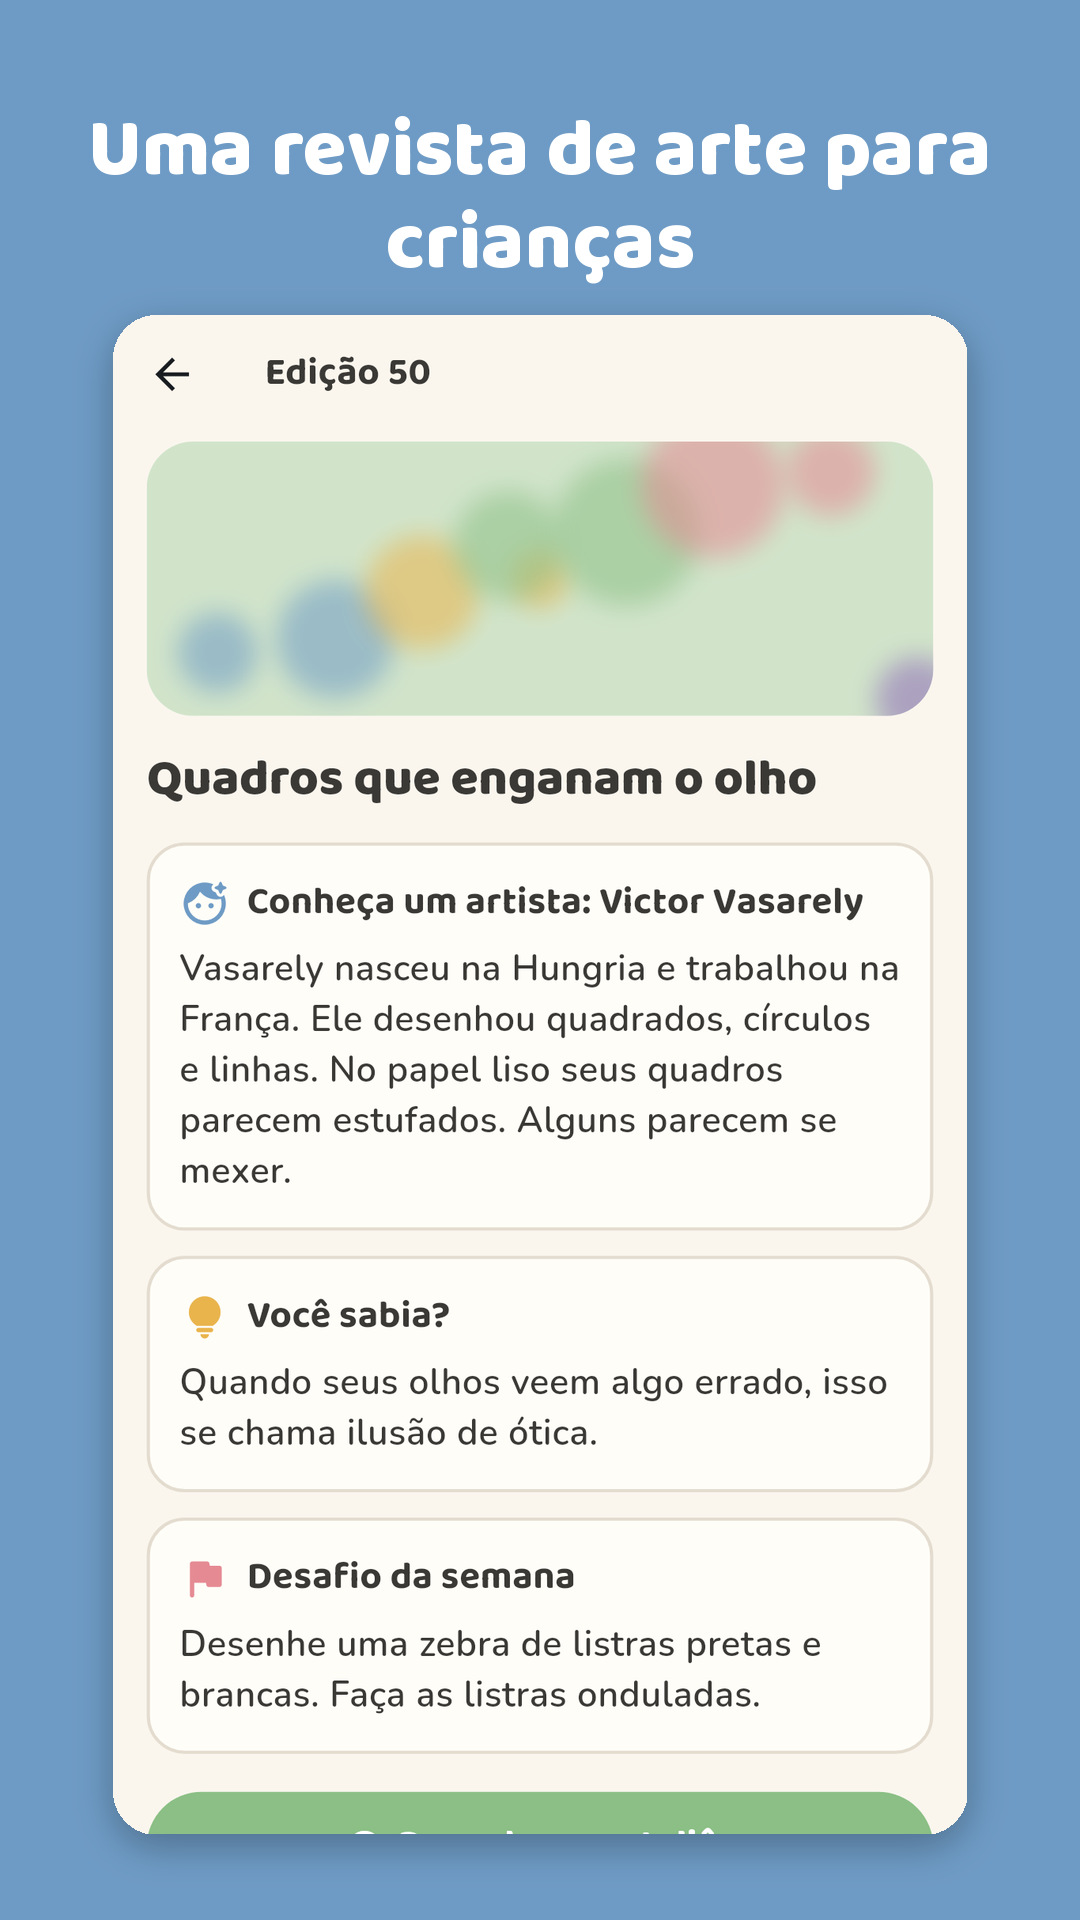 Uma revista de arte para
crianças
Edição 50
Quadros que enganam o olho
Conheça um artista: Victor Vasarely
Vasarely nasceu na Hungria e trabalhou na
França. Ele desenhou quadrados, círculos
e linhas. No papel liso seus quadros
parecem estufados. Alguns parecem se
mexer.
Você sabia?
Quando seus olhos veem algo errado, isso
se chama ilusão de ótica.
Desafio da semana
Desenhe uma zebra de listras pretas e
brancas. Faça as listras onduladas.